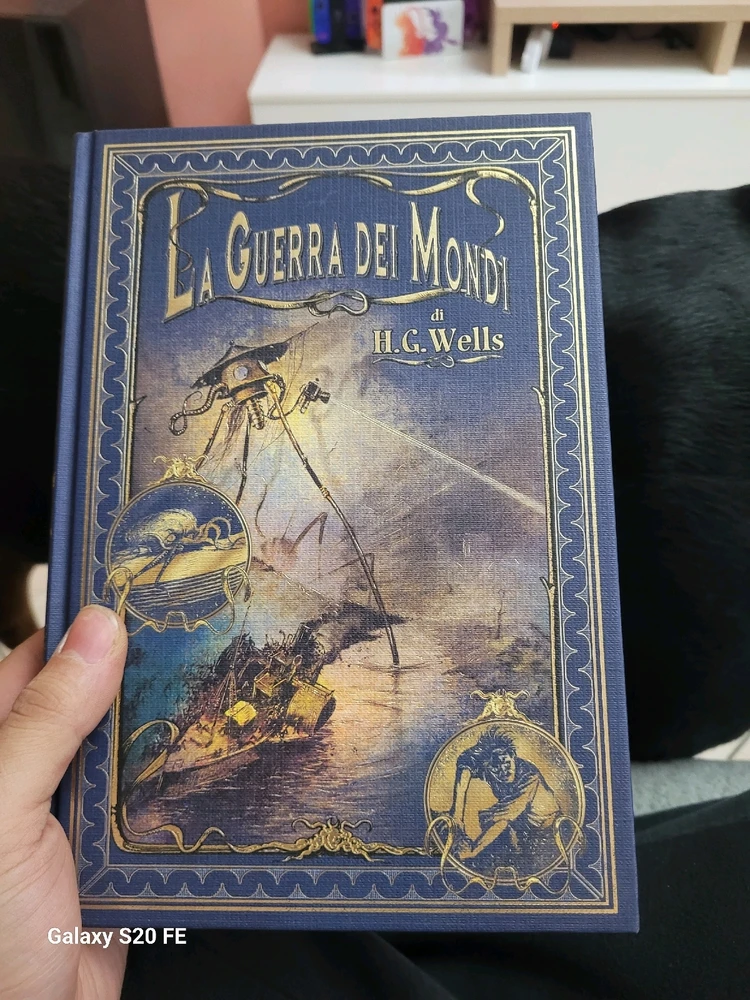 La Guerra dei Mondi
di
H.G. Wells
Galaxy S20 FE